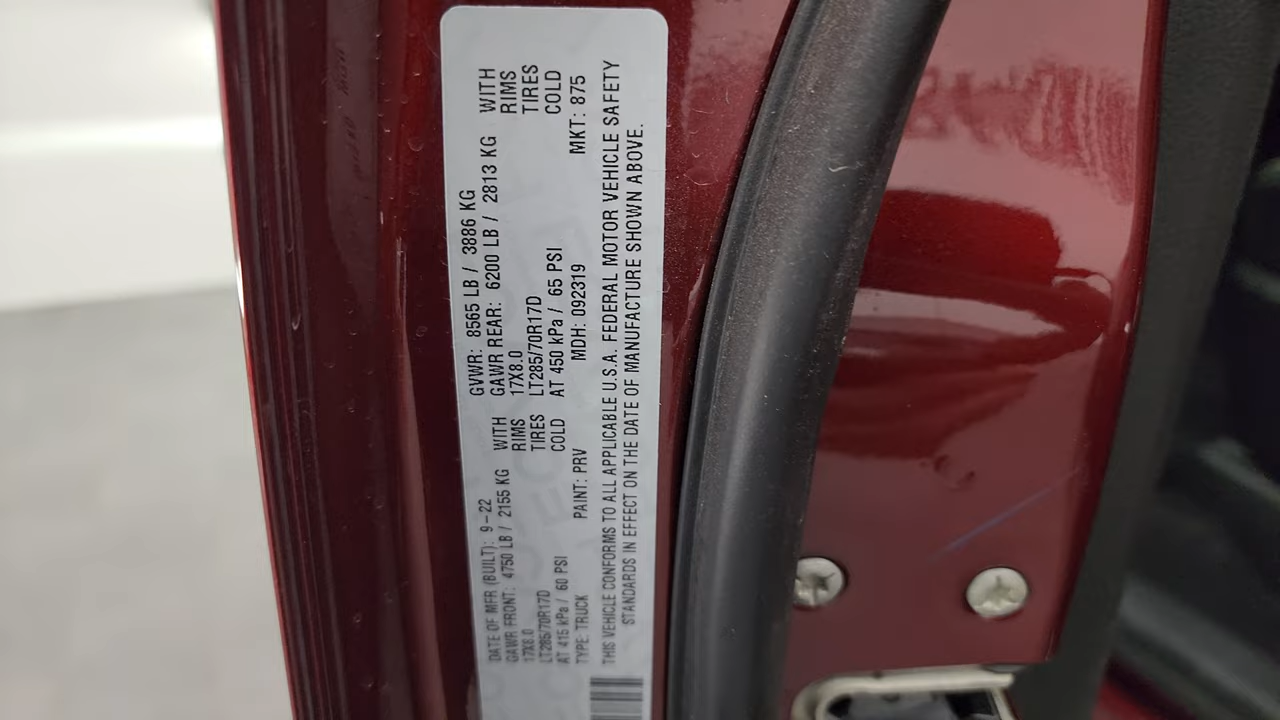 DATE OF MFR (BUILT): 9-22 GVWR: 8565 LB / 3886 KG
GAWR FRONT: 4750 LB / 2155 KG WITH GAWR REAR: 6200 LB / 2813 KG WITH
17X8.0 RIMS 17X8.0 RIMS
LT285/70R17D TIRES LT285/70R17D TIRES
AT 415 kPa / 60 PSI COLD AT 450 kPa / 65 PSI COLD
TYPE: TRUCK PAINT: PRV MDH: 092319 MKT: 875
THIS VEHICLE CONFORMS TO ALL APPLICABLE U.S.A. FEDERAL MOTOR VEHICLE SAFETY
STANDARDS IN EFFECT ON THE DATE OF MANUFACTURE SHOWN ABOVE.